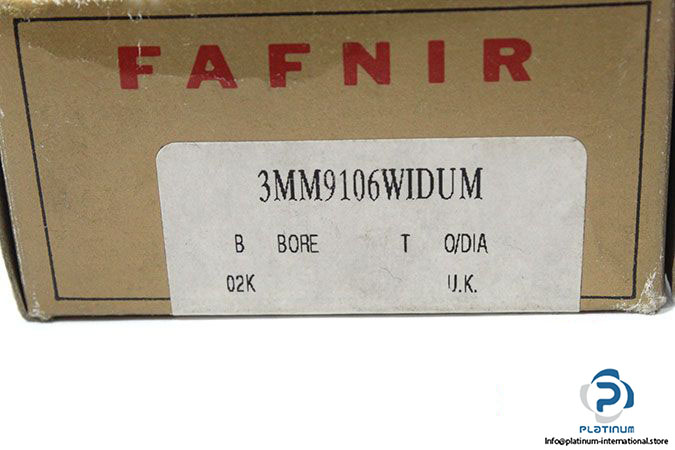 FAFNIR
3MM9106WIDUM
B BORE T O/DIA
02K U.K.
PLATINUM
Info@platinum-international.store